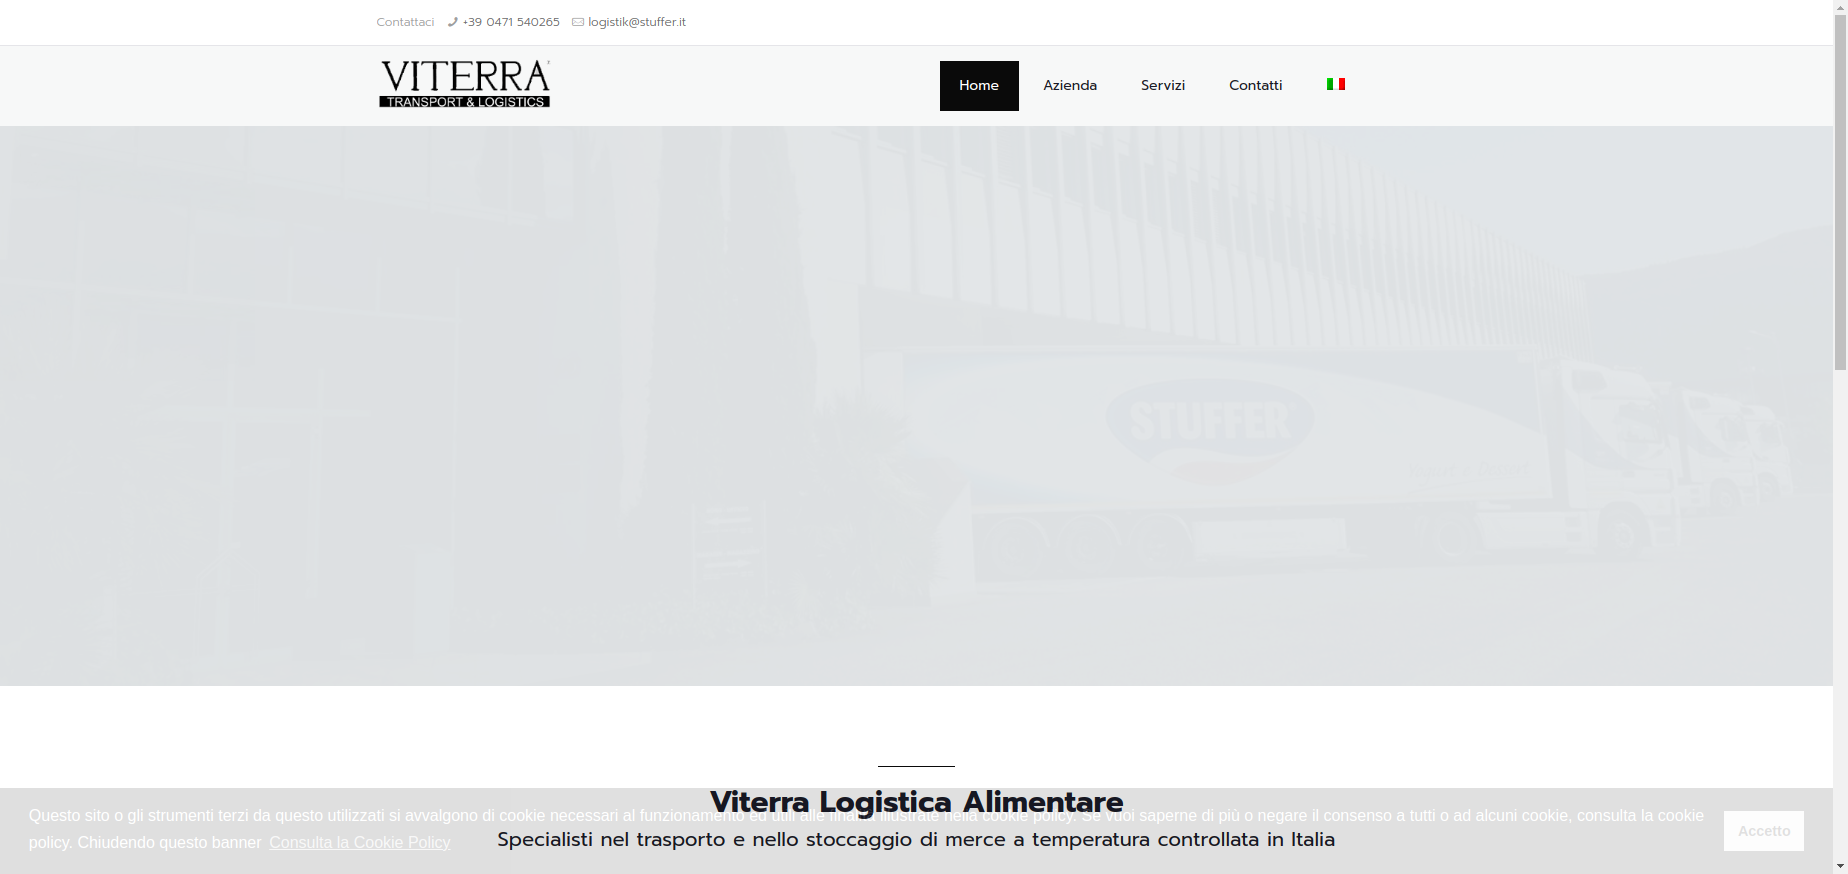 Contattaci +39 0471 540265 logistik@stuffer.it
VITERRA
TRANSPORT & LOGISTICS
Home Azienda Servizi Contatti
STUFFER
Viterra Logistica Alimentare
Questo sito o gli strumenti terzi da questo utilizzati si avvalgono di cookie necessari al funzionamento ed utili alle finalità illustrate nella cookie policy. Se vuoi saperne di più o negare il consenso a tutti o ad alcuni cookie, consulta la cookie
policy. Chiudendo questo banner Consulta la Cookie Policy
Specialisti nel trasporto e nello stoccaggio di merce a temperatura controllata in Italia
Accetto